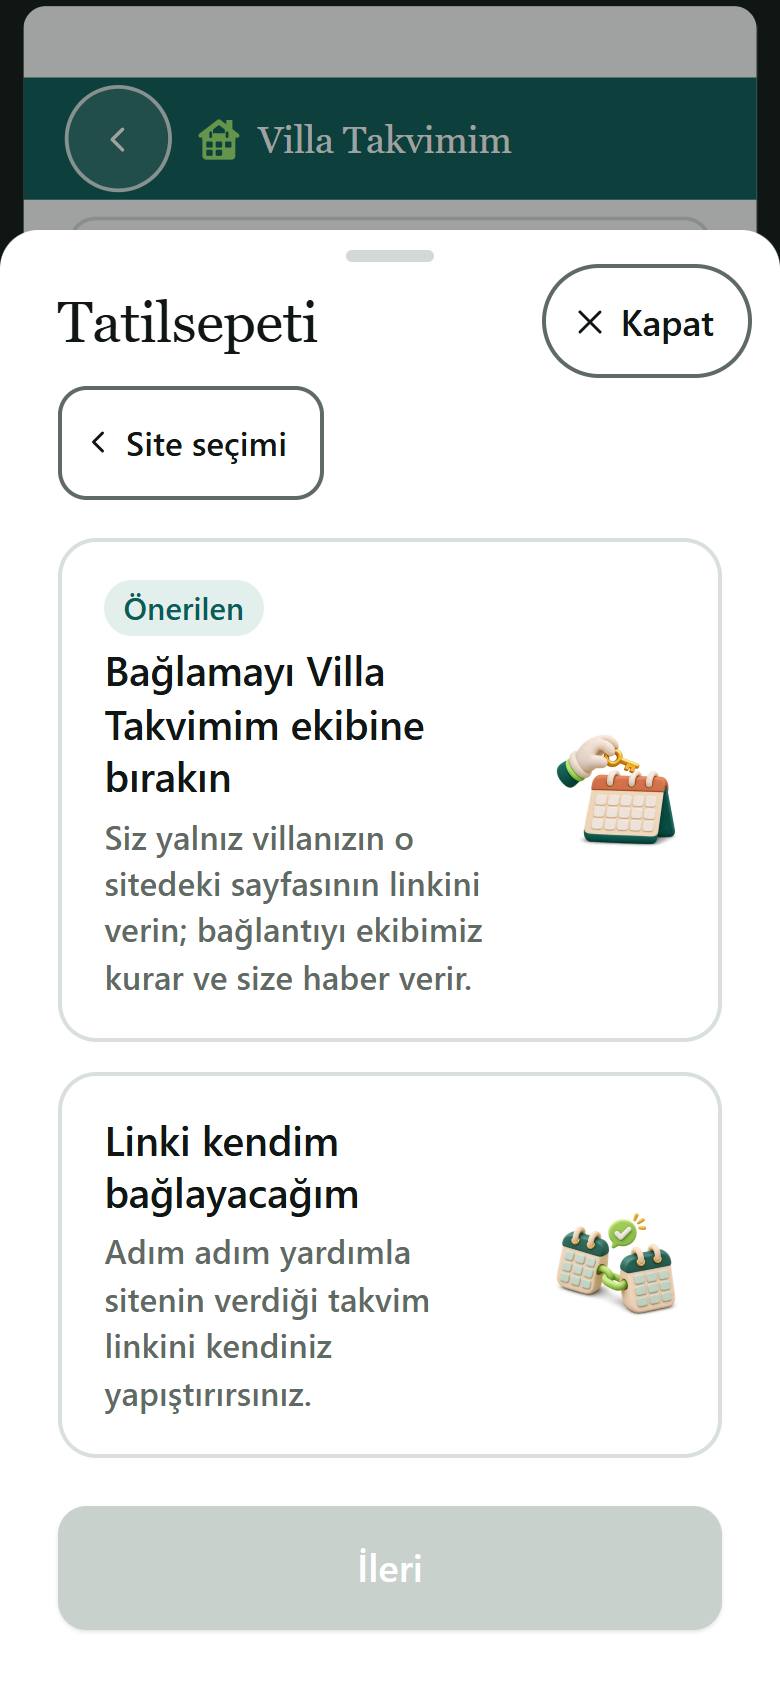 Villa Takvimim
Tatilsepeti
Kapat
Site seçimi
Önerilen
Bağlamayı Villa
Takvimim ekibine
bırakın
Siz yalnız villanızın o
sitedeki sayfasının linkini
verin; bağlantıyı ekibimiz
kurar ve size haber verir.
Linki kendim
bağlayacağım
Adım adım yardımla
sitenin verdiği takvim
linkini kendiniz
yapıştırırsınız.
İleri